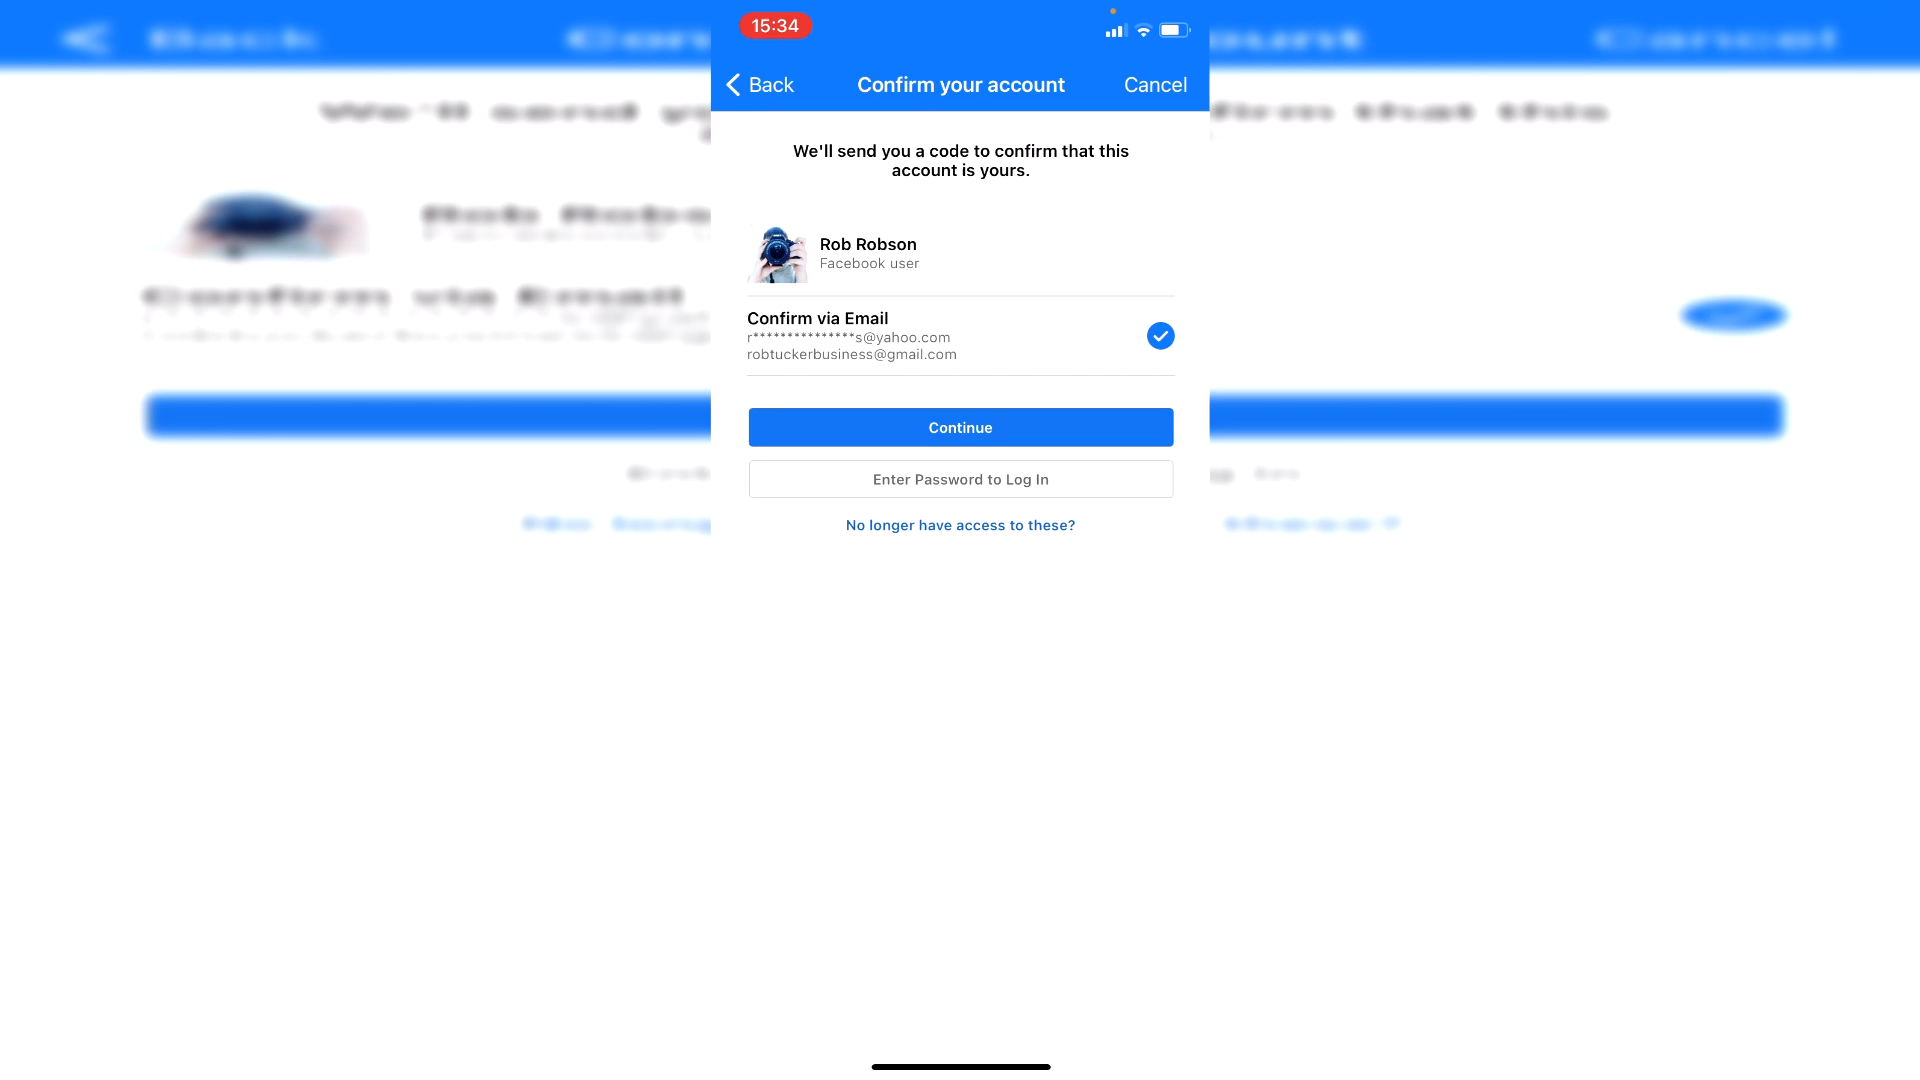 15:34
Back
Confirm your account
Cancel
We'll send you a code to confirm that this
account is yours.
Rob Robson
Facebook user
Confirm via Email
r***************s@yahoo.com
robtuckerbusiness@gmail.com
Continue
Enter Password to Log In
No longer have access to these?